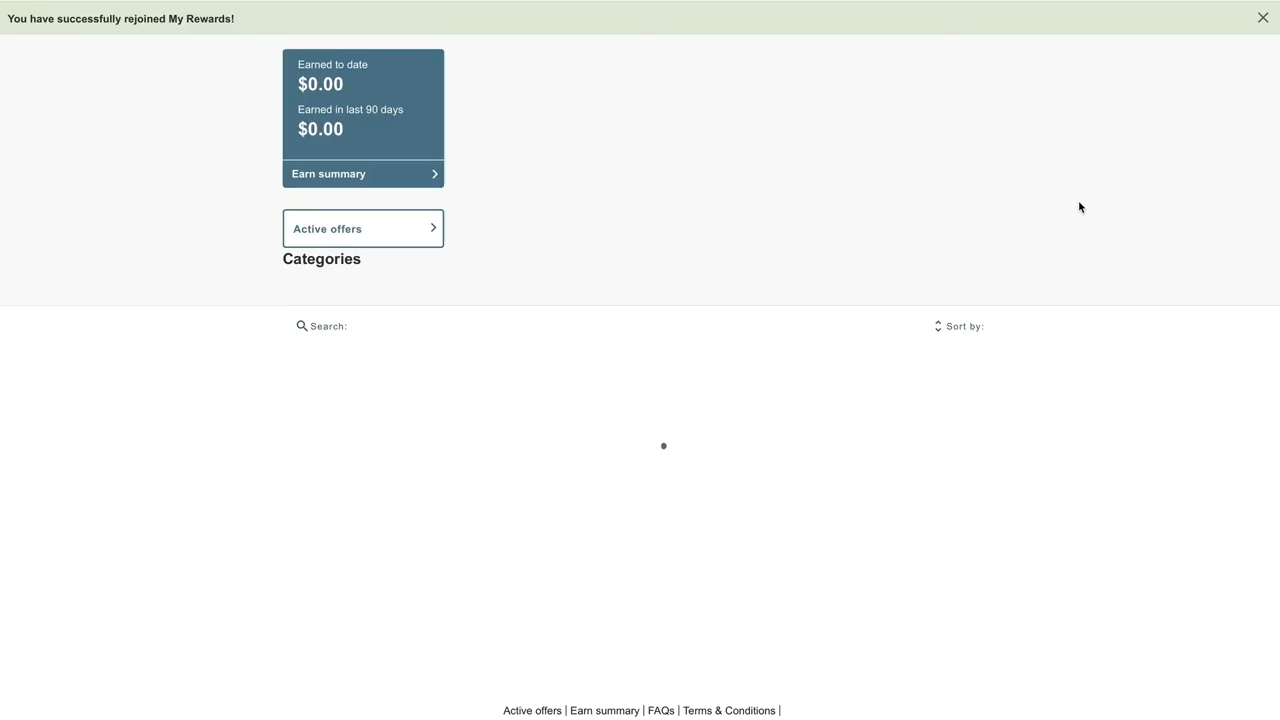 You have successfully rejoined My Rewards!
Earned to date
$0.00
Earned in last 90 days
$0.00
Earn summary
Active offers
Categories
Search:
Sort by:
Active offers | Earn summary | FAQs | Terms & Conditions |